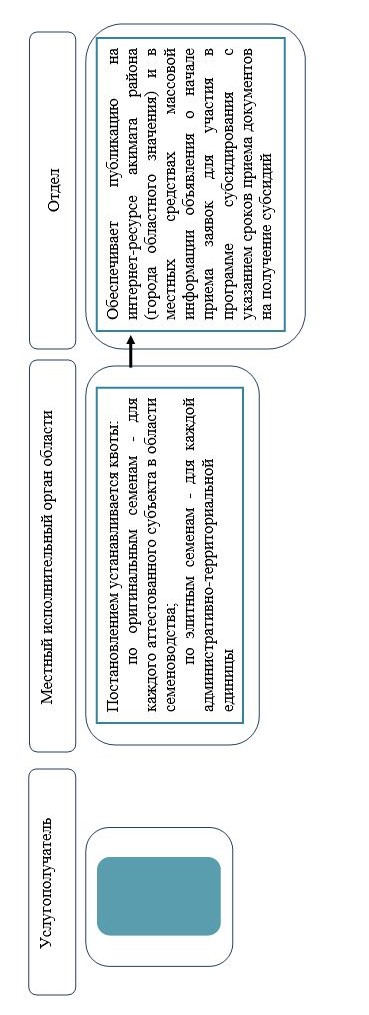 Услугополучатель
Местный исполнительный орган области
Отдел
Постановлением устанавливается квоты:
по оригинальным семенам - для
каждого аттестованного субъекта в области
семеноводства;
по элитным семенам - для каждой
административно-территориальной
единицы
Обеспечивает публикацию на
интернет-ресурсе акимата района
(города областного значения) и в
местных средствах массовой
информации объявления о начале
приема заявок для участия в
программе субсидирования с
указанием сроков приема документов
на получение субсидий